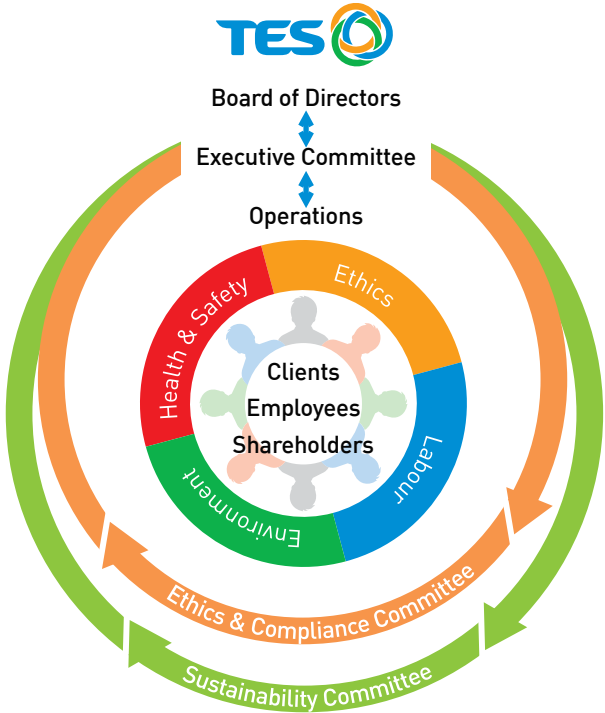 TES
Board of Directors
Executive Committee
Operations
Ethics
Health & Safety
Labour
Environment
Clients
Employees
Shareholders
Ethics & Compliance Committee
Sustainability Committee